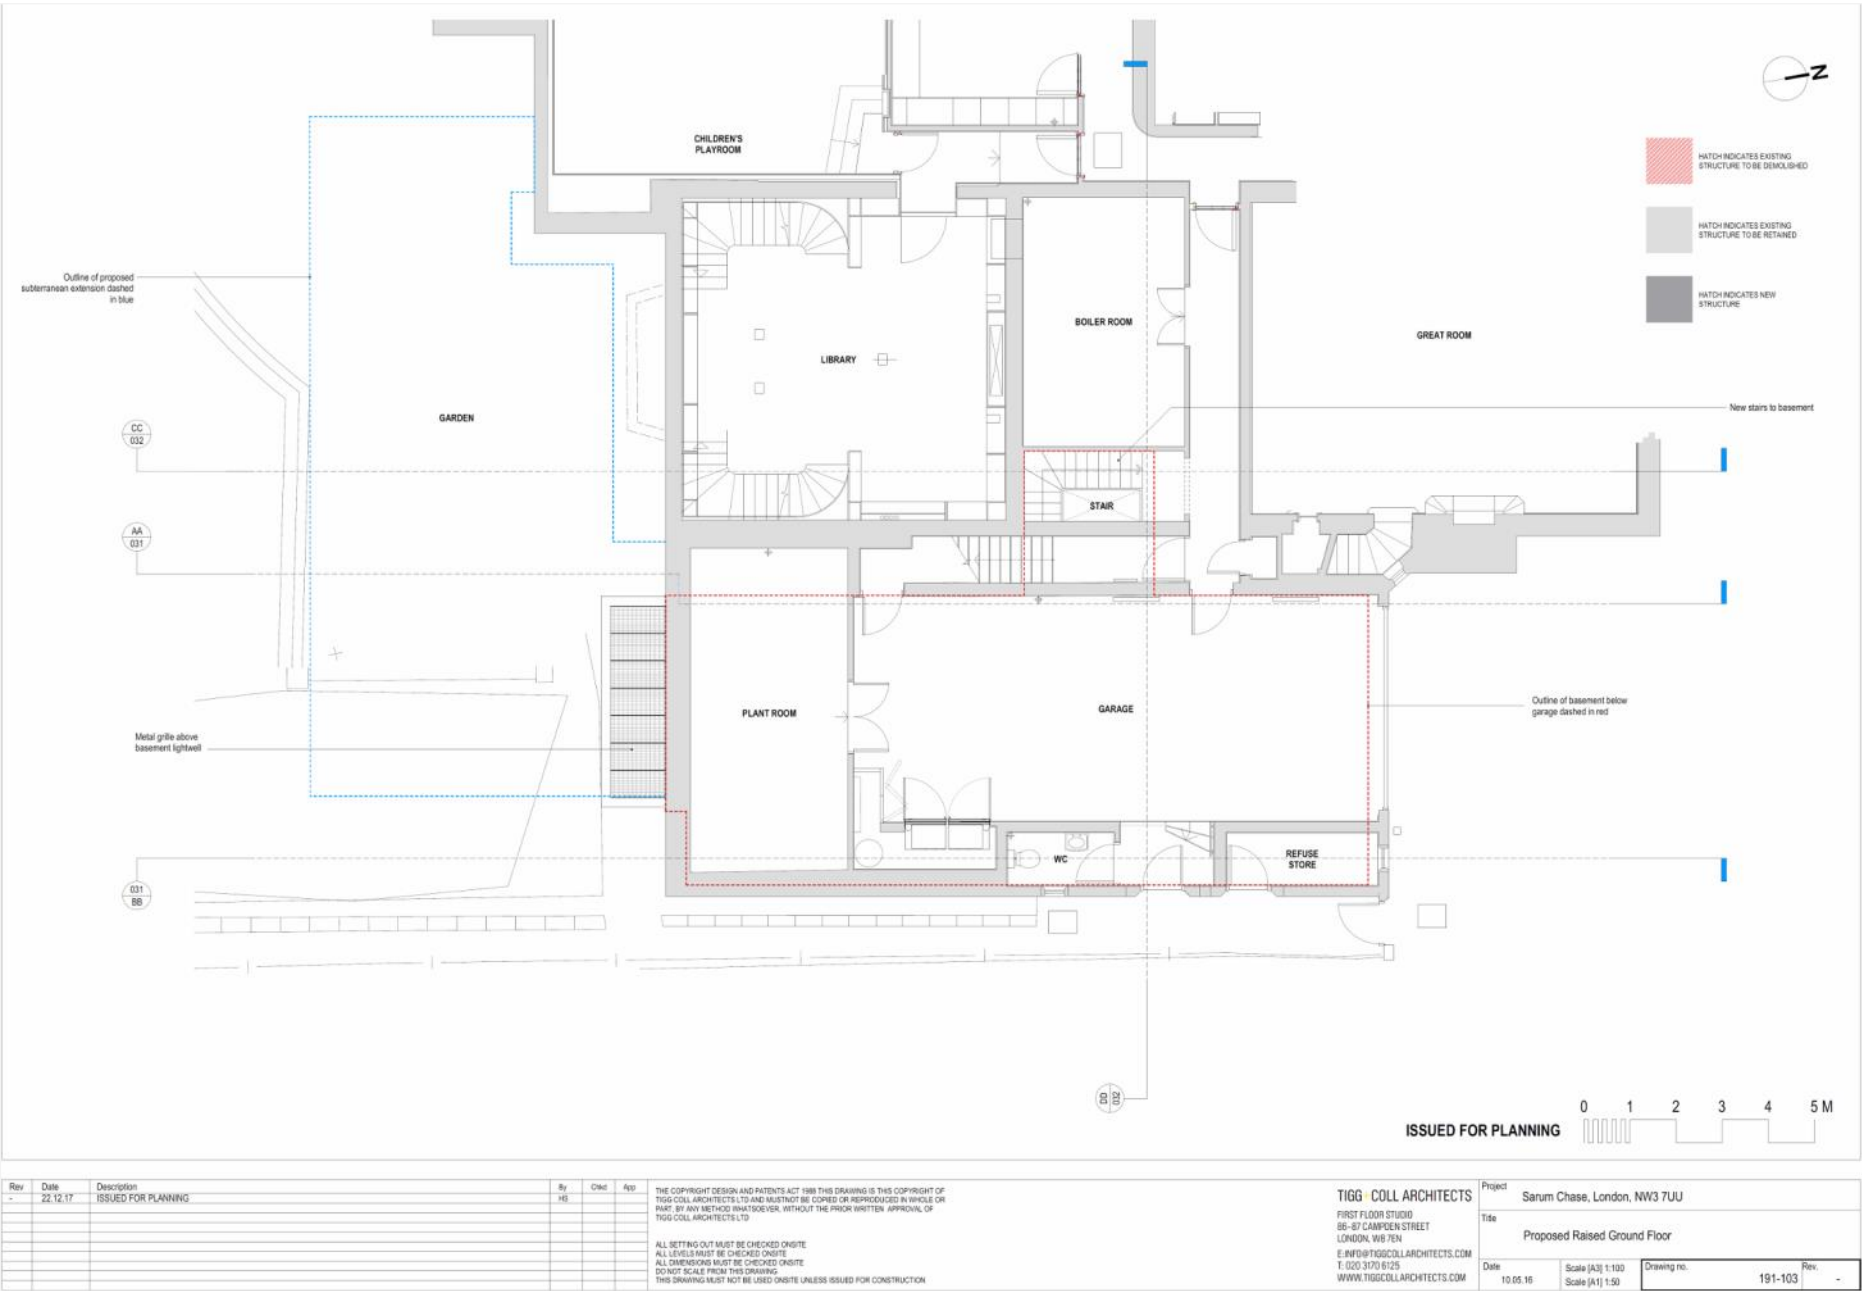 N
HATCH INDICATES EXISTING
STRUCTURE TO BE DEMOLISHED
HATCH INDICATES EXISTING
STRUCTURE TO BE RETAINED
HATCH INDICATES NEW
STRUCTURE
CHILDREN'S
PLAYROOM
Outline of proposed
subterranean extension dashed
in blue
GARDEN
LIBRARY
BOILER ROOM
GREAT ROOM
New stairs to basement
CC
032
STAIR
AA
031
PLANT ROOM
GARAGE
Outline of basement below
garage dashed in red
Metal grille above
basement lightwell
WC
REFUSE
STORE
031
BB
DD
032
ISSUED FOR PLANNING
0 1 2 3 4 5 M
Rev Date Description By Chkd App
- 22.12.17 ISSUED FOR PLANNING HS
THE COPYRIGHT DESIGN AND PATENTS ACT 1988 THIS DRAWING IS THIS COPYRIGHT OF
TIGG COLL ARCHITECTS LTD AND MUSTNOT BE COPIED OR REPRODUCED IN WHOLE OR
PART, BY ANY METHOD WHATSOEVER, WITHOUT THE PRIOR WRITTEN APPROVAL OF
TIGG COLL ARCHITECTS LTD
ALL SETTING OUT MUST BE CHECKED ONSITE
ALL LEVELS MUST BE CHECKED ONSITE
ALL DIMENSIONS MUST BE CHECKED ONSITE
DO NOT SCALE FROM THIS DRAWING
THIS DRAWING MUST NOT BE USED ONSITE UNLESS ISSUED FOR CONSTRUCTION
TIGG+COLL ARCHITECTS
FIRST FLOOR STUDIO
86-87 CAMPDEN STREET
LONDON, W8 7EN
E:INFO@TIGGCOLLARCHITECTS.COM
T: 020 3170 6125
WWW.TIGGCOLLARCHITECTS.COM
Project
Sarum Chase, London, NW3 7UU
Title
Proposed Raised Ground Floor
Date
10.05.16
Scale [A3] 1:100
Scale [A1] 1:50
Drawing no.
191-103
Rev.
-